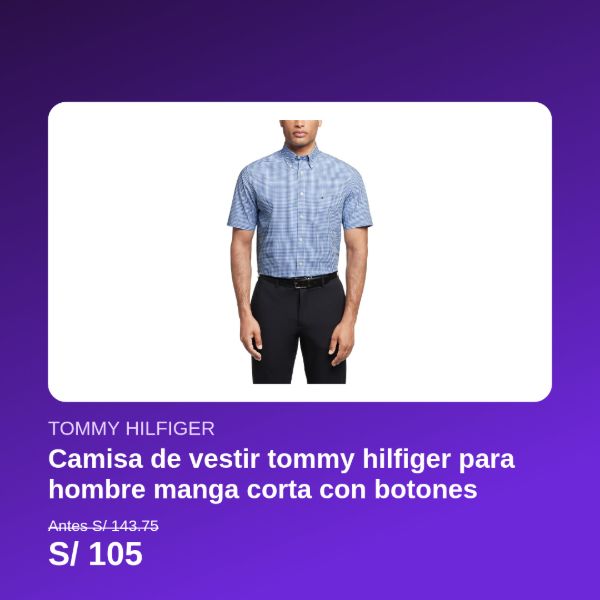 TOMMY HILFIGER
Camisa de vestir tommy hilfiger para
hombre manga corta con botones
Antes S/ 143.75
S/ 105